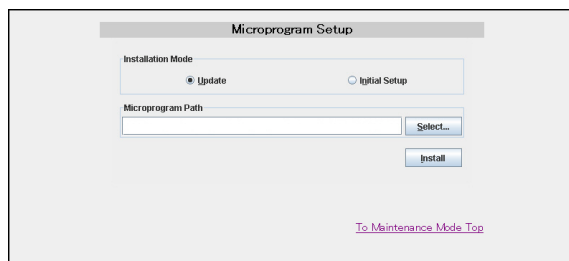 Microprogram Setup
Installation Mode
Update Initial Setup
Microprogram Path
Select...
Install
To Maintenance Mode Top